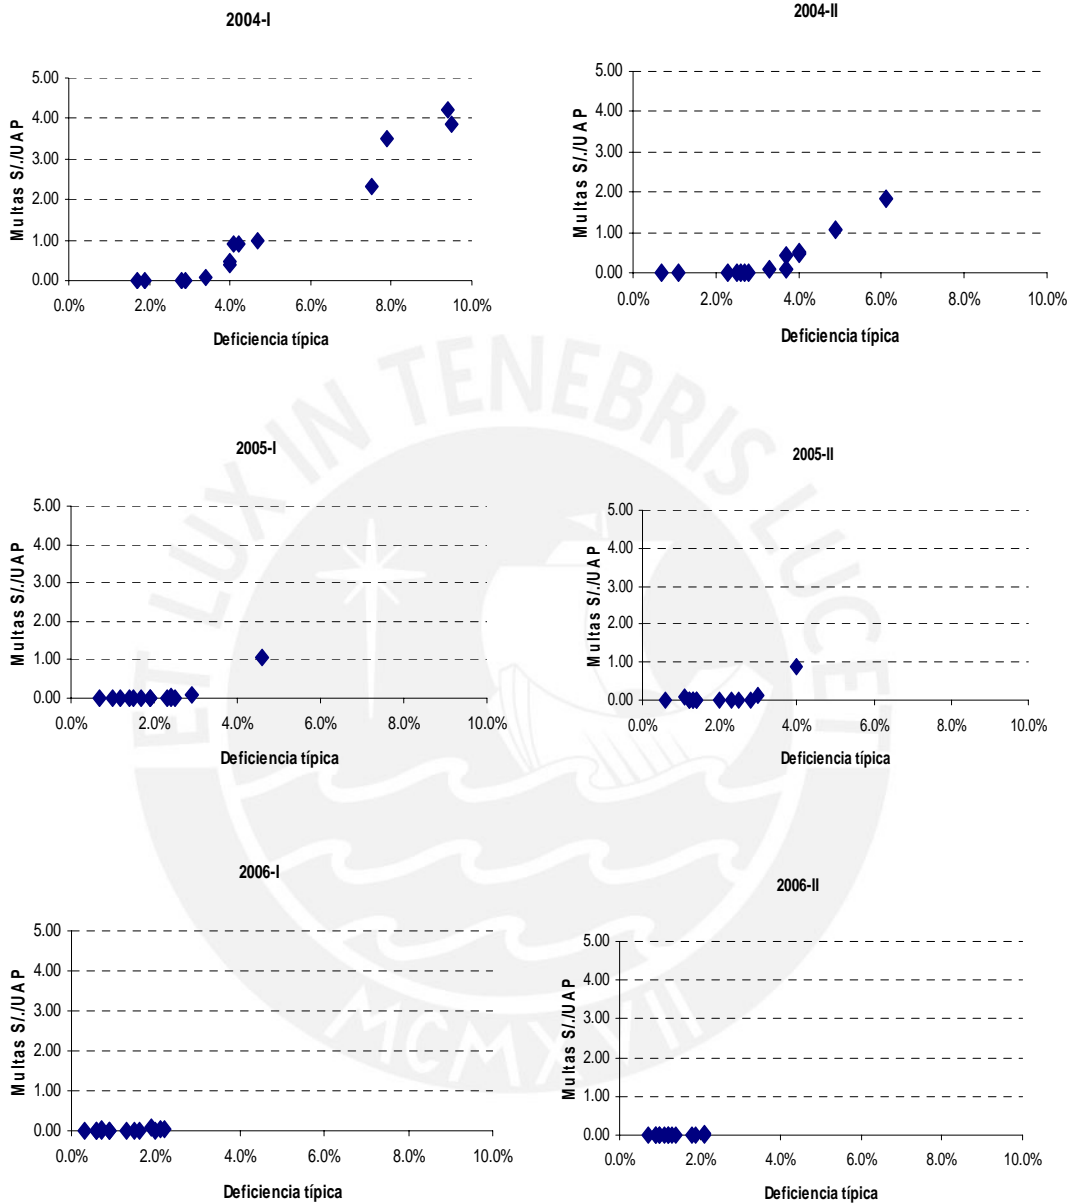 2004-I
5.00
4.00
3.00
2.00
1.00
0.00
0.0% 2.0% 4.0% 6.0% 8.0% 10.0%
Deficiencia típica
Multas S/./UAP
2004-II
5.00
4.00
3.00
2.00
1.00
0.00
0.0% 2.0% 4.0% 6.0% 8.0% 10.0%
Deficiencia típica
Multas S/./UAP
2005-I
5.00
4.00
3.00
2.00
1.00
0.00
0.0% 2.0% 4.0% 6.0% 8.0% 10.0%
Deficiencia típica
Multas S/./UAP
2005-II
5.00
4.00
3.00
2.00
1.00
0.00
0.0% 2.0% 4.0% 6.0% 8.0% 10.0%
Deficiencia típica
Multas S/./UAP
2006-I
5.00
4.00
3.00
2.00
1.00
0.00
0.0% 2.0% 4.0% 6.0% 8.0% 10.0%
Deficiencia típica
Multas S/./UAP
2006-II
5.00
4.00
3.00
2.00
1.00
0.00
0.0% 2.0% 4.0% 6.0% 8.0% 10.0%
Deficiencia típica
Multas S/./UAP
ET LUX IN TENEBRIS LUCET
MCMXVII